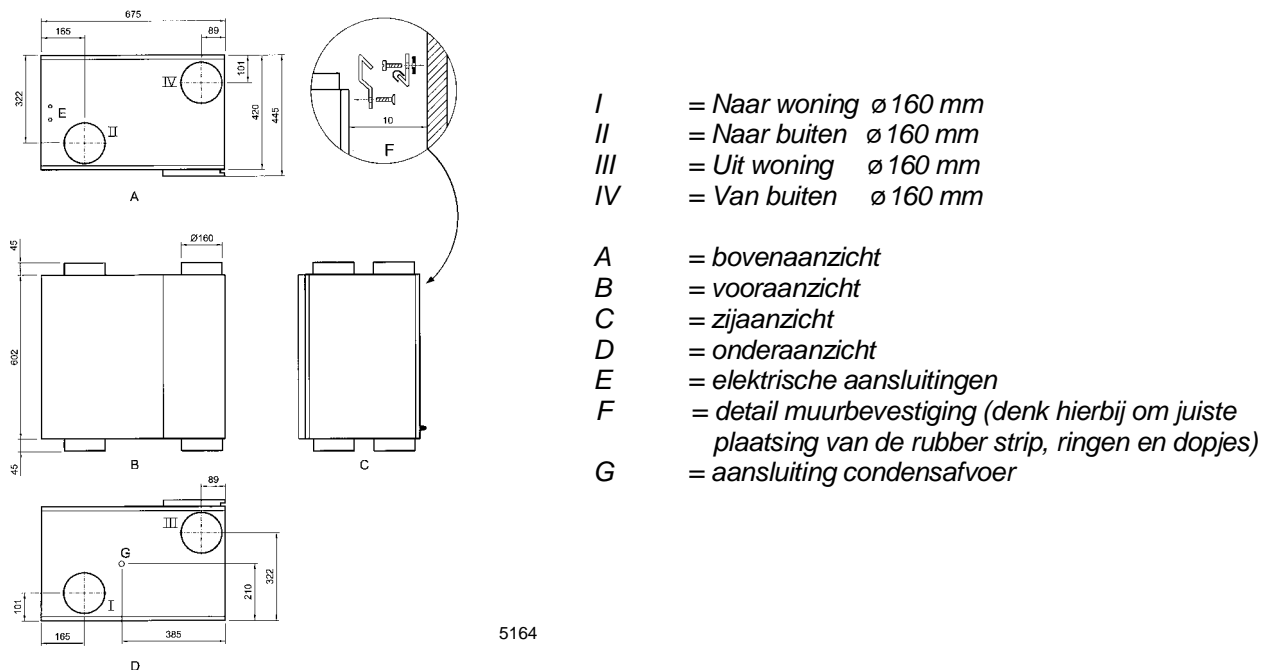 675
165
89
322
101
420
445
IV
E
II
A
10
F
45
Ø160
602
45
B
C
89
III
G
I
101
210
322
165
385
D
5164
I = Naar woning ø 160 mm
II = Naar buiten ø 160 mm
III = Uit woning ø 160 mm
IV = Van buiten ø 160 mm
A = bovenaanzicht
B = vooraanzicht
C = zijaanzicht
D = onderaanzicht
E = elektrische aansluitingen
F = detail muurbevestiging (denk hierbij om juiste
plaatsing van de rubber strip, ringen en dopjes)
G = aansluiting condensafvoer